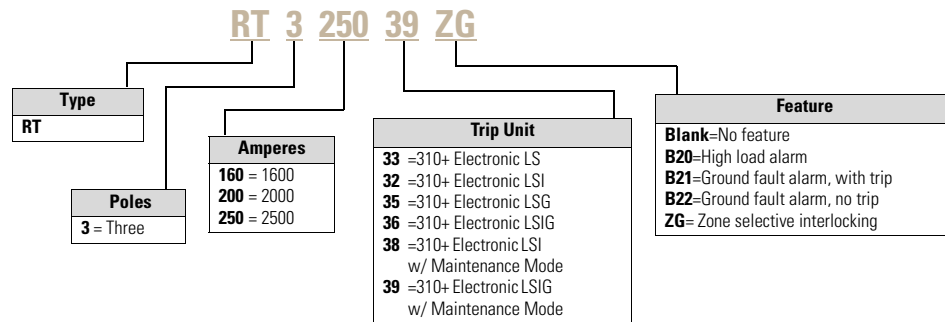 RT 3 250 39 ZG
Type
RT
Poles
3 = Three
Amperes
160 = 1600
200 = 2000
250 = 2500
Trip Unit
33 =310+ Electronic LS
32 =310+ Electronic LSI
35 =310+ Electronic LSG
36 =310+ Electronic LSIG
38 =310+ Electronic LSI
w/ Maintenance Mode
39 =310+ Electronic LSIG
w/ Maintenance Mode
Feature
Blank=No feature
B20=High load alarm
B21=Ground fault alarm, with trip
B22=Ground fault alarm, no trip
ZG= Zone selective interlocking